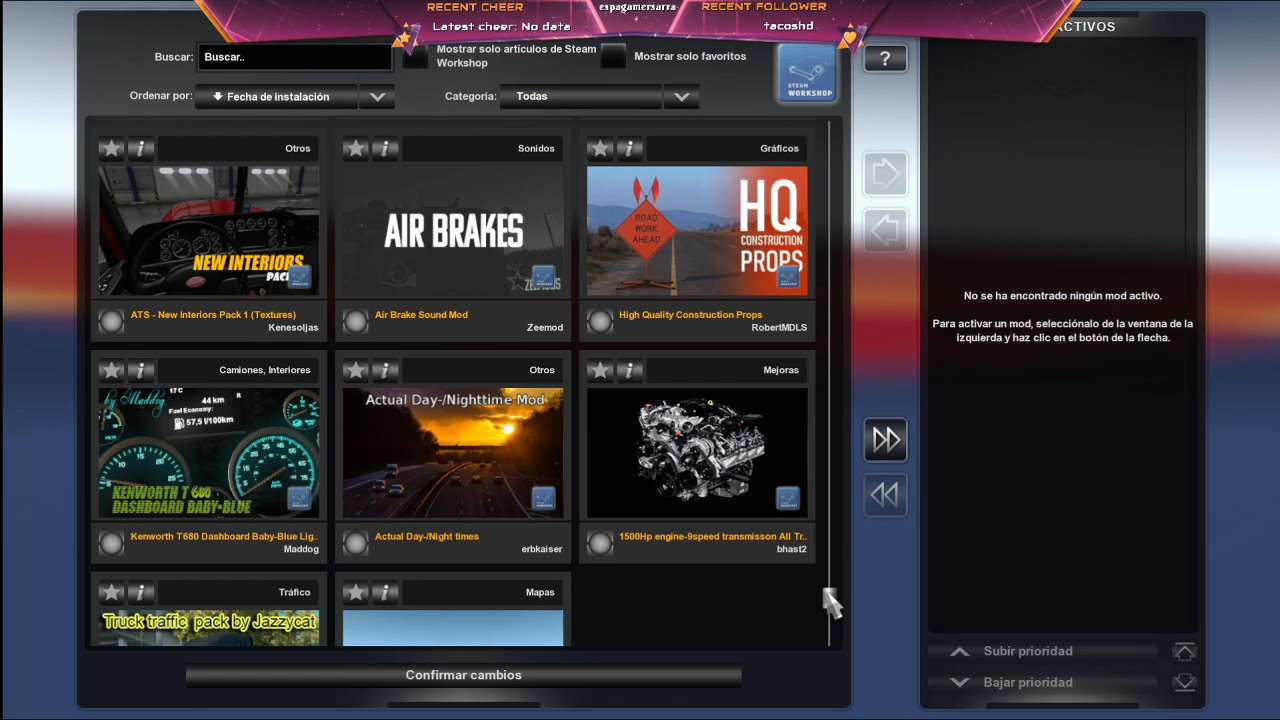 RECENT CHEER
espagamersarra
RECENT FOLLOWER
Latest cheer: No data
tacoshd
ACTIVOS
Buscar:
Buscar..
Mostrar solo artículos de Steam
Workshop
Mostrar solo favoritos
STEAM
WORKSHOP
?
Ordenar por:
Fecha de instalación
Categoría:
Todas
Otros
NEW INTERIORS
PACK
ATS - New Interiors Pack 1 (Textures)
Kenesoljas
Sonidos
AIR BRAKES
Air Brake Sound Mod
Zeemod
Gráficos
ROAD
WORK
AHEAD
HQ
CONSTRUCTION
PROPS
High Quality Construction Props
RobertMDLS
Camiones, Interiores
by Maddog
17 C
44 km
R
Fuel Economy:
57,5 l/100km
KENWORTH T 680
DASHBOARD BABY-BLUE
Kenworth T680 Dashboard Baby-Blue Lig..
Maddog
Otros
Actual Day-/Nighttime Mod
Actual Day-/Night times
erbkaiser
Mejoras
1500Hp engine-9speed transmisson All Tr..
bhast2
Tráfico
Truck traffic pack by Jazzycat
Mapas
Confirmar cambios
No se ha encontrado ningún mod activo.
Para activar un mod, selecciónalo de la ventana de la
izquierda y haz clic en el botón de la flecha.
Subir prioridad
Bajar prioridad